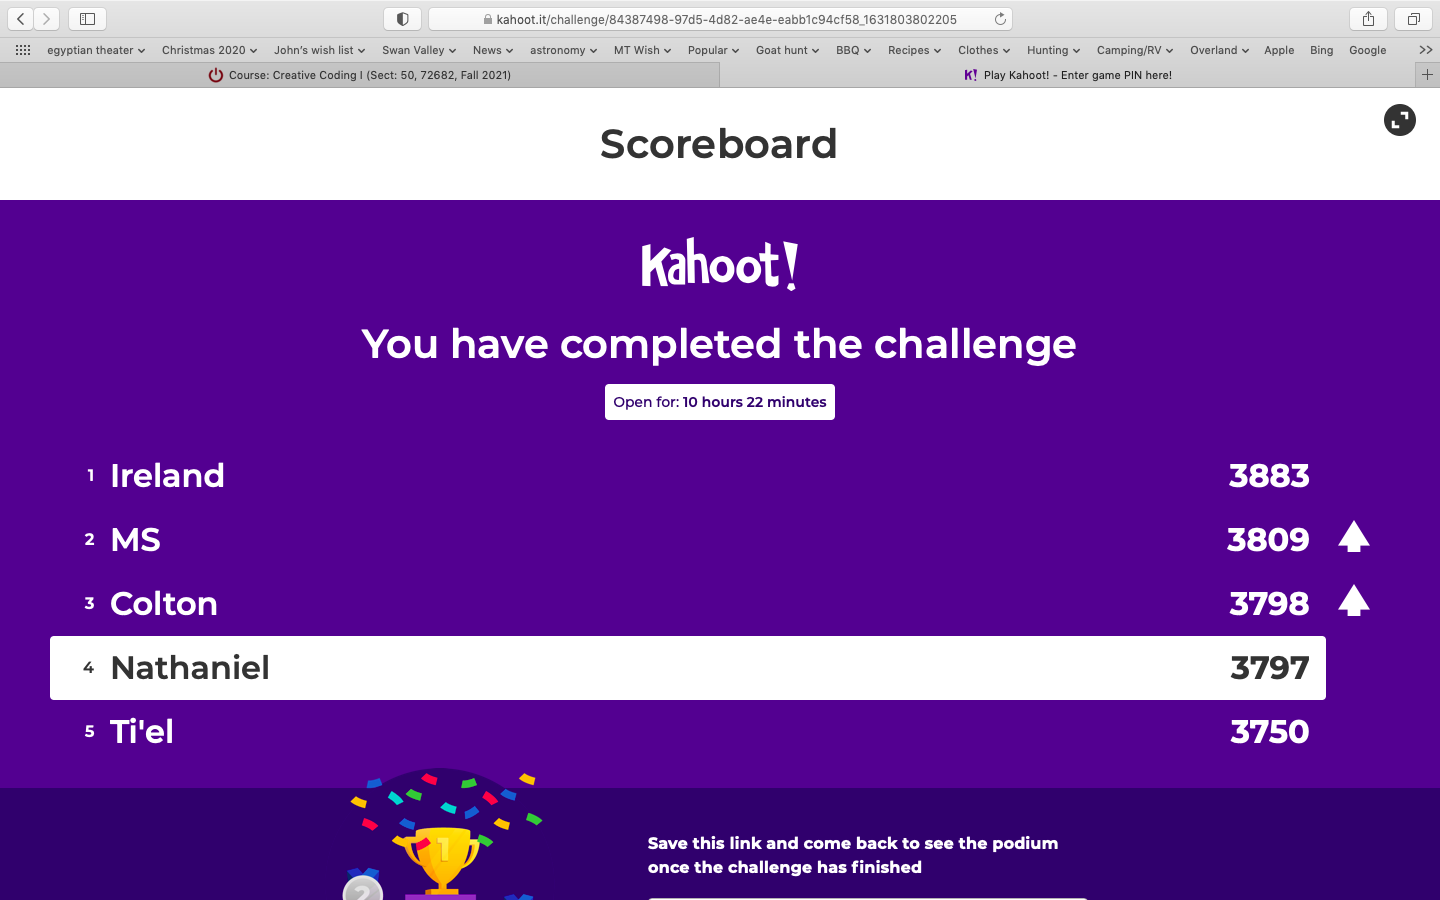 kahoot.it/challenge/84387498-97d5-4d82-ae4e-eabb1c94cf58_1631803802205
egyptian theater Christmas 2020 John's wish list Swan Valley News astronomy MT Wish Popular Goat hunt BBQ Recipes Clothes Hunting Camping/RV Overland Apple Bing Google
Course: Creative Coding I (Sect: 50, 72682, Fall 2021) K! Play Kahoot! - Enter game PIN here!
Scoreboard
Kahoot!
You have completed the challenge
Open for: 10 hours 22 minutes
1 Ireland 3883
2 MS 3809
3 Colton 3798
4 Nathaniel 3797
5 Ti'el 3750
1
2
Save this link and come back to see the podium
once the challenge has finished